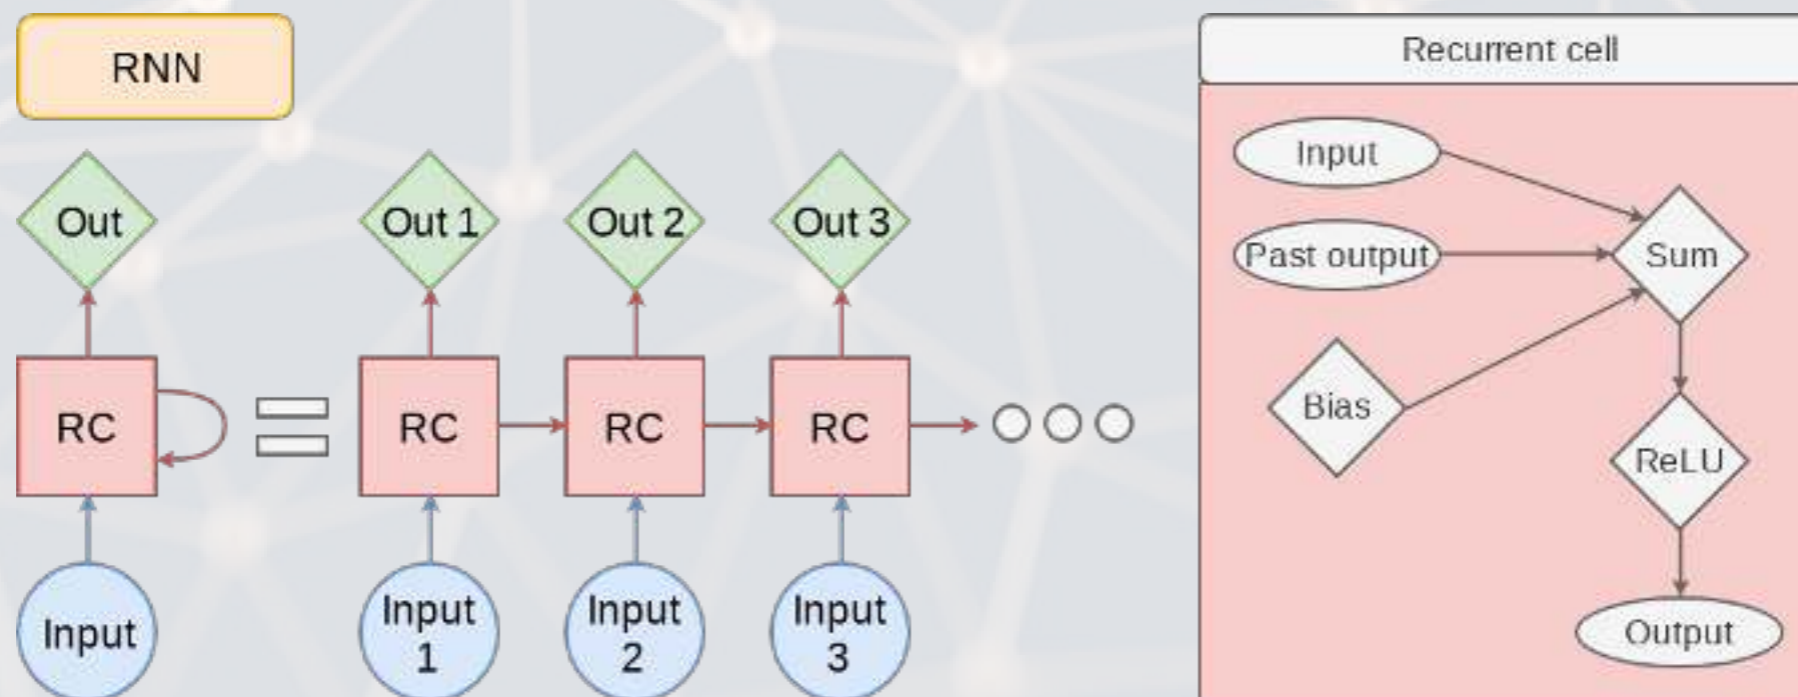 RNN
Recurrent cell
Out
Out 1
Out 2
Out 3
RC
RC
RC
RC
Input
Input
1
Input
2
Input
3
Input
Past output
Bias
Sum
ReLU
Output